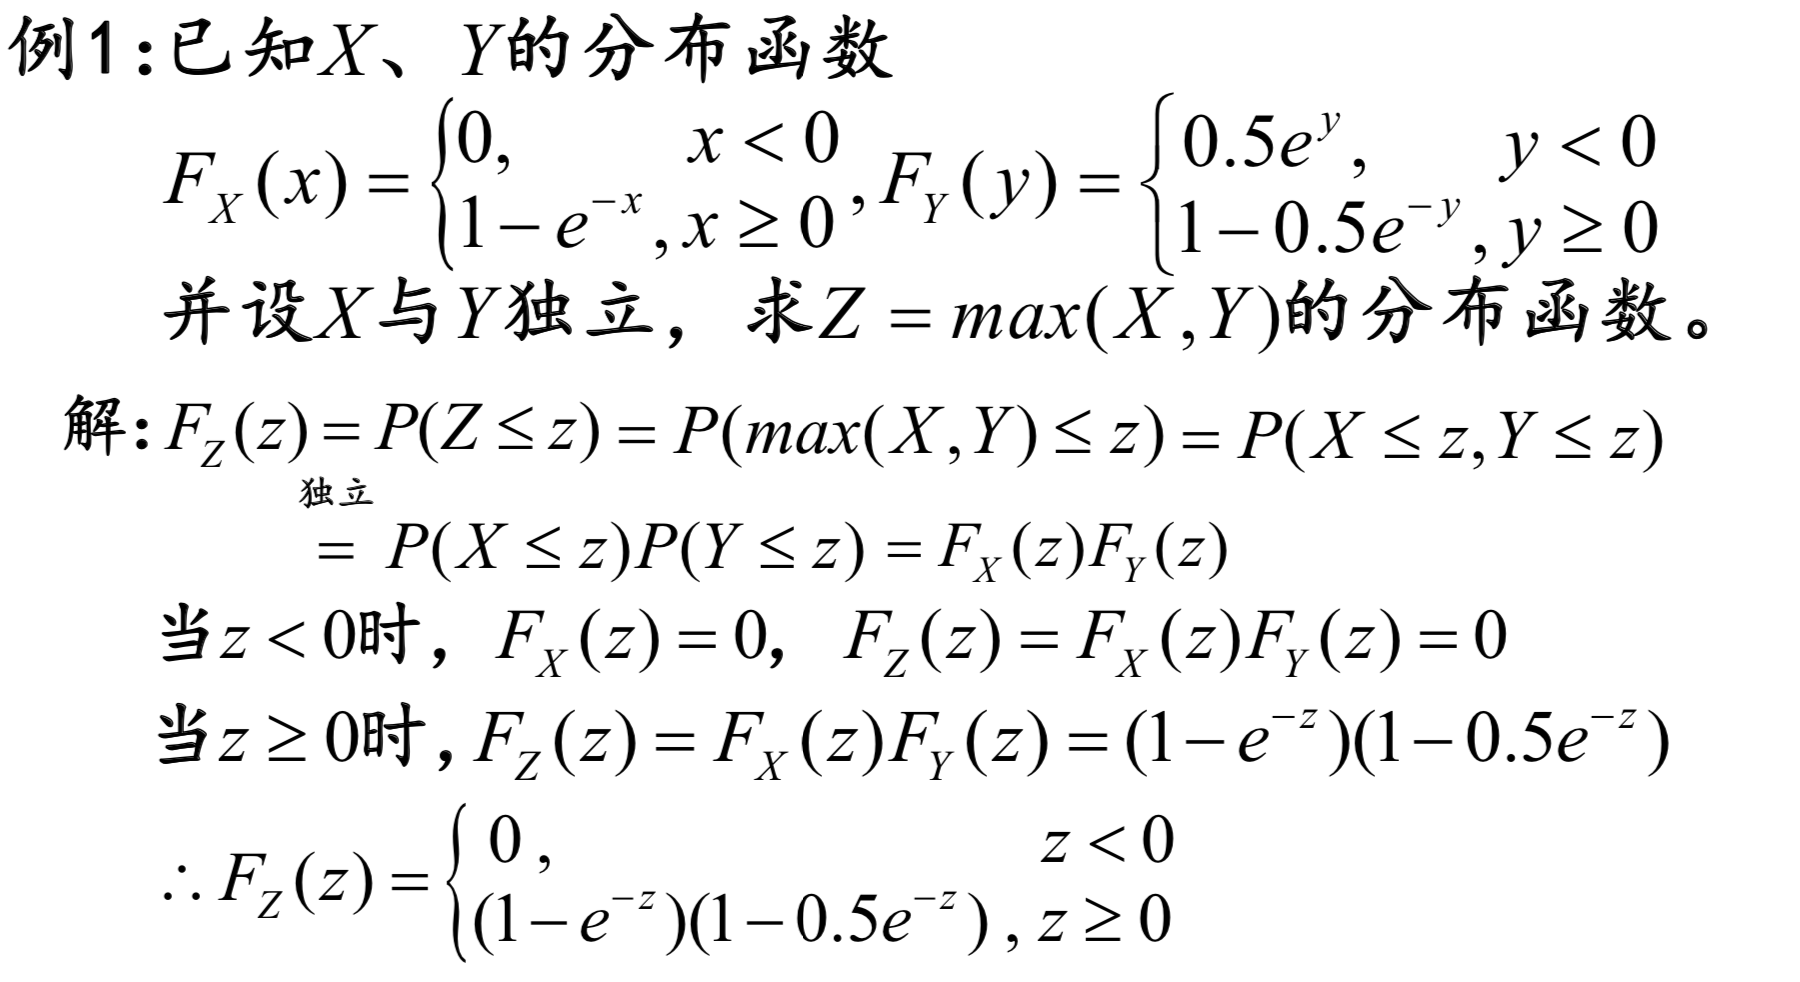 例1:已知X、Y的分布函数
F_X(x) = {0, x < 0; 1 − e^{−x}, x ≥ 0, F_Y(y) = {0.5e^y, y < 0; 1 − 0.5e^{−y}, y ≥ 0
并设X与Y独立，求Z = max(X,Y)的分布函数。
解:F_Z(z) = P(Z ≤ z) = P(max(X,Y) ≤ z) = P(X ≤ z,Y ≤ z)
独立
= P(X ≤ z)P(Y ≤ z) = F_X(z)F_Y(z)
当z < 0时，F_X(z) = 0，F_Z(z) = F_X(z)F_Y(z) = 0
当z ≥ 0时，F_Z(z) = F_X(z)F_Y(z) = (1 − e^{−z})(1 − 0.5e^{−z})
∴ F_Z(z) = {0, z < 0; (1 − e^{−z})(1 − 0.5e^{−z}), z ≥ 0